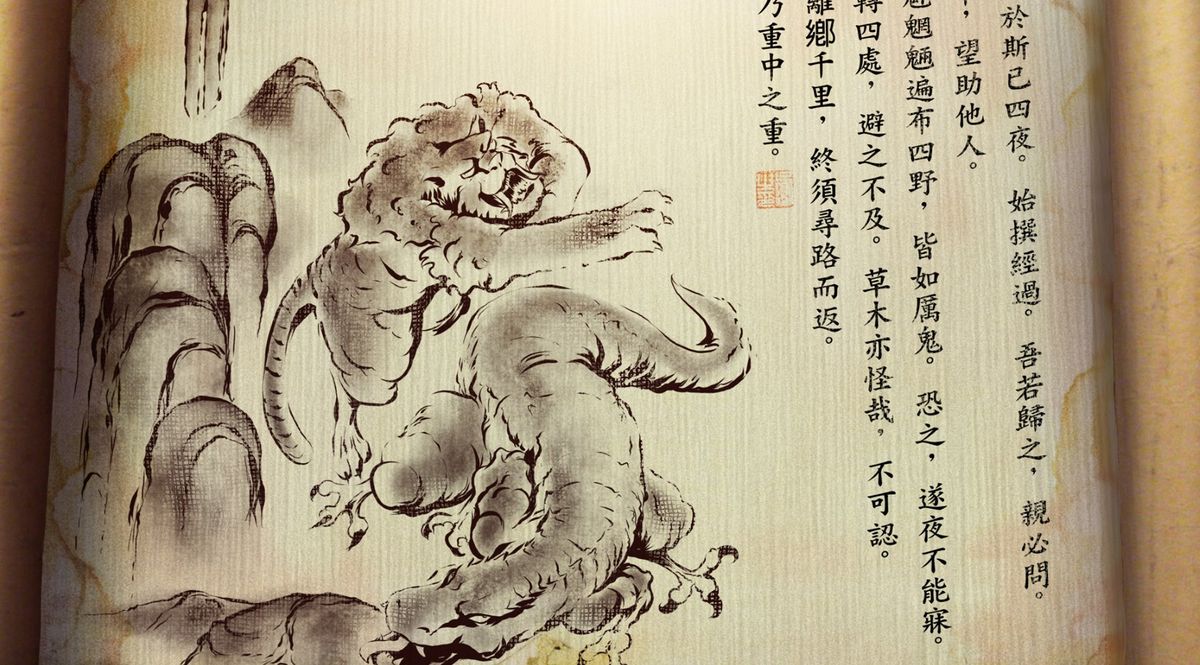 於斯已四夜。始撰經過。吾若歸之,親必問。
,望助他人。
魍魎遍布四野,皆如厲鬼。恐之,遂夜不能寐。
轉四處,避之不及。草木亦怪哉,不可認。
離鄉千里,終須尋路而返。
乃重中之重。